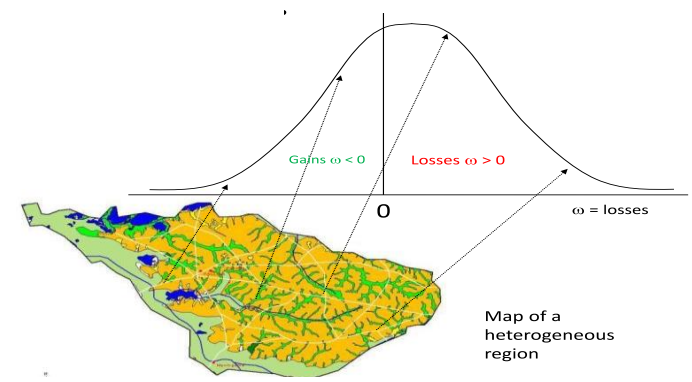 Gains ω < 0
Losses ω > 0
0
ω = losses
Map of a
heterogeneous
region